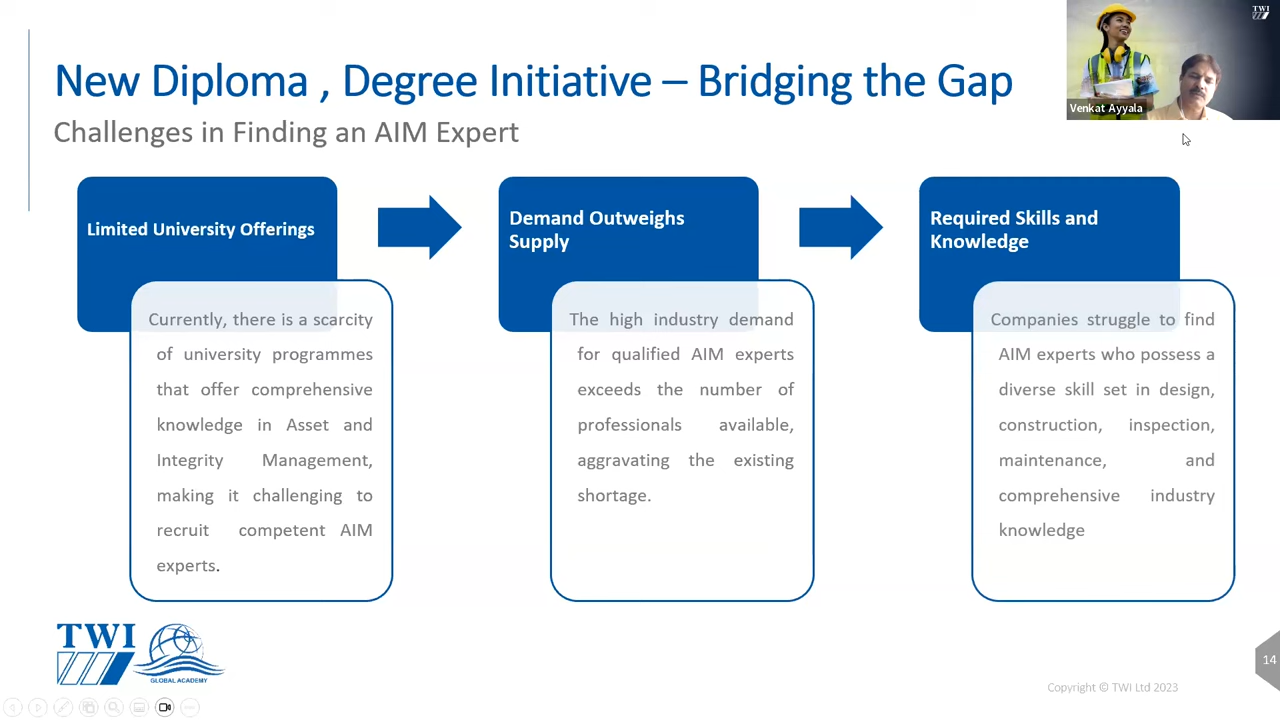 New Diploma , Degree Initiative – Bridging the Gap
Challenges in Finding an AIM Expert
TWI
Venkat Ayyala
Limited University Offerings
Currently, there is a scarcity
of university programmes
that offer comprehensive
knowledge in Asset and
Integrity Management,
making it challenging to
recruit competent AIM
experts.
Demand Outweighs
Supply
The high industry demand
for qualified AIM experts
exceeds the number of
professionals available,
aggravating the existing
shortage.
Required Skills and
Knowledge
Companies struggle to find
AIM experts who possess a
diverse skill set in design,
construction, inspection,
maintenance, and
comprehensive industry
knowledge
TWI
GLOBAL ACADEMY
14
Copyright © TWI Ltd 2023